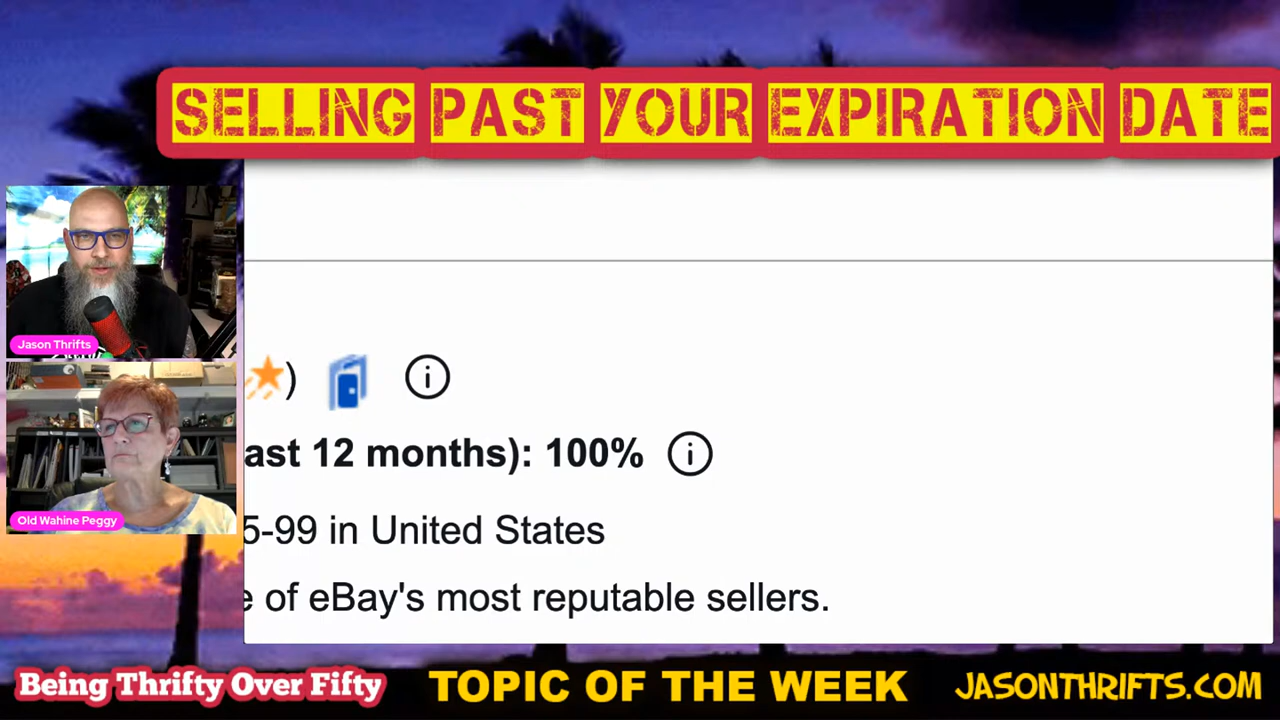 SELLING PAST YOUR EXPIRATION DATE
Jason Thrifts
Old Wahine Peggy
)
ast 12 months): 100%
5-99 in United States
e of eBay's most reputable sellers.
Being Thrifty Over Fifty
TOPIC OF THE WEEK
JASONTHRIFTS.COM